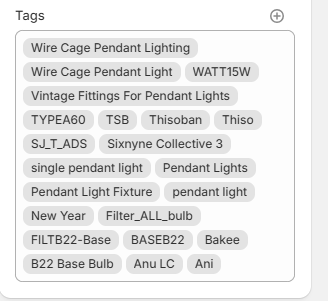 Tags
Wire Cage Pendant Lighting
Wire Cage Pendant Light WATT15W
Vintage Fittings For Pendant Lights
TYPEA60 TSB Thisoban Thiso
SJ_T_ADS Sixnyne Collective 3
single pendant light Pendant Lights
Pendant Light Fixture pendant light
New Year Filter_ALL_bulb
FILTB22-Base BASEB22 Bakee
B22 Base Bulb Anu LC Ani